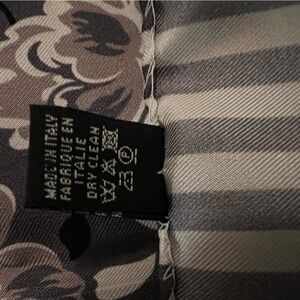 MADE IN ITALY
FABRIQUE EN
ITALIE
DRY CLEAN
P